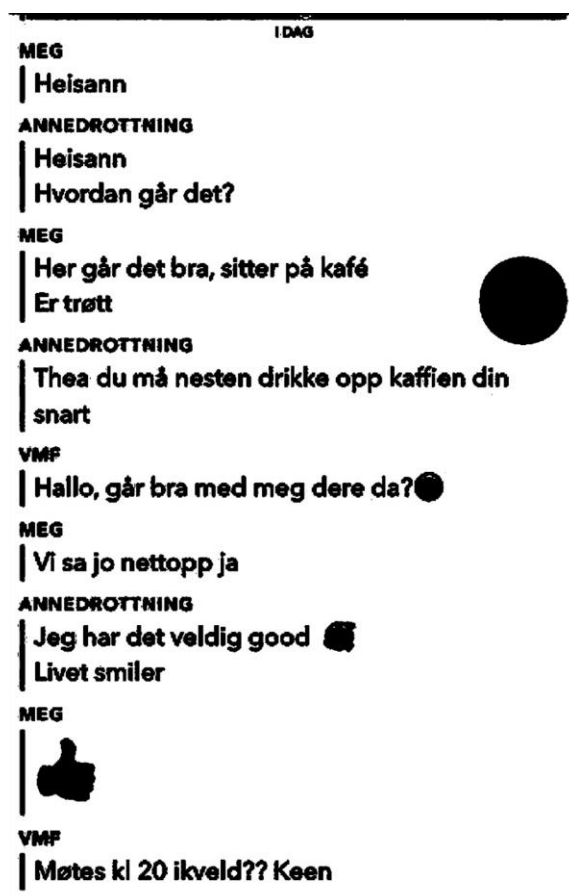 I DAG
MEG
Heisann
ANNEDROTTNING
Heisann
Hvordan går det?
MEG
Her går det bra, sitter på kafé
Er trøtt
ANNEDROTTNING
Thea du må nesten drikke opp kaffien din
snart
VMF
Hallo, går bra med meg dere da?
MEG
Vi sa jo nettopp ja
ANNEDROTTNING
Jeg har det veldig good
Livet smiler
MEG
VMF
Møtes kl 20 ikveld?? Keen